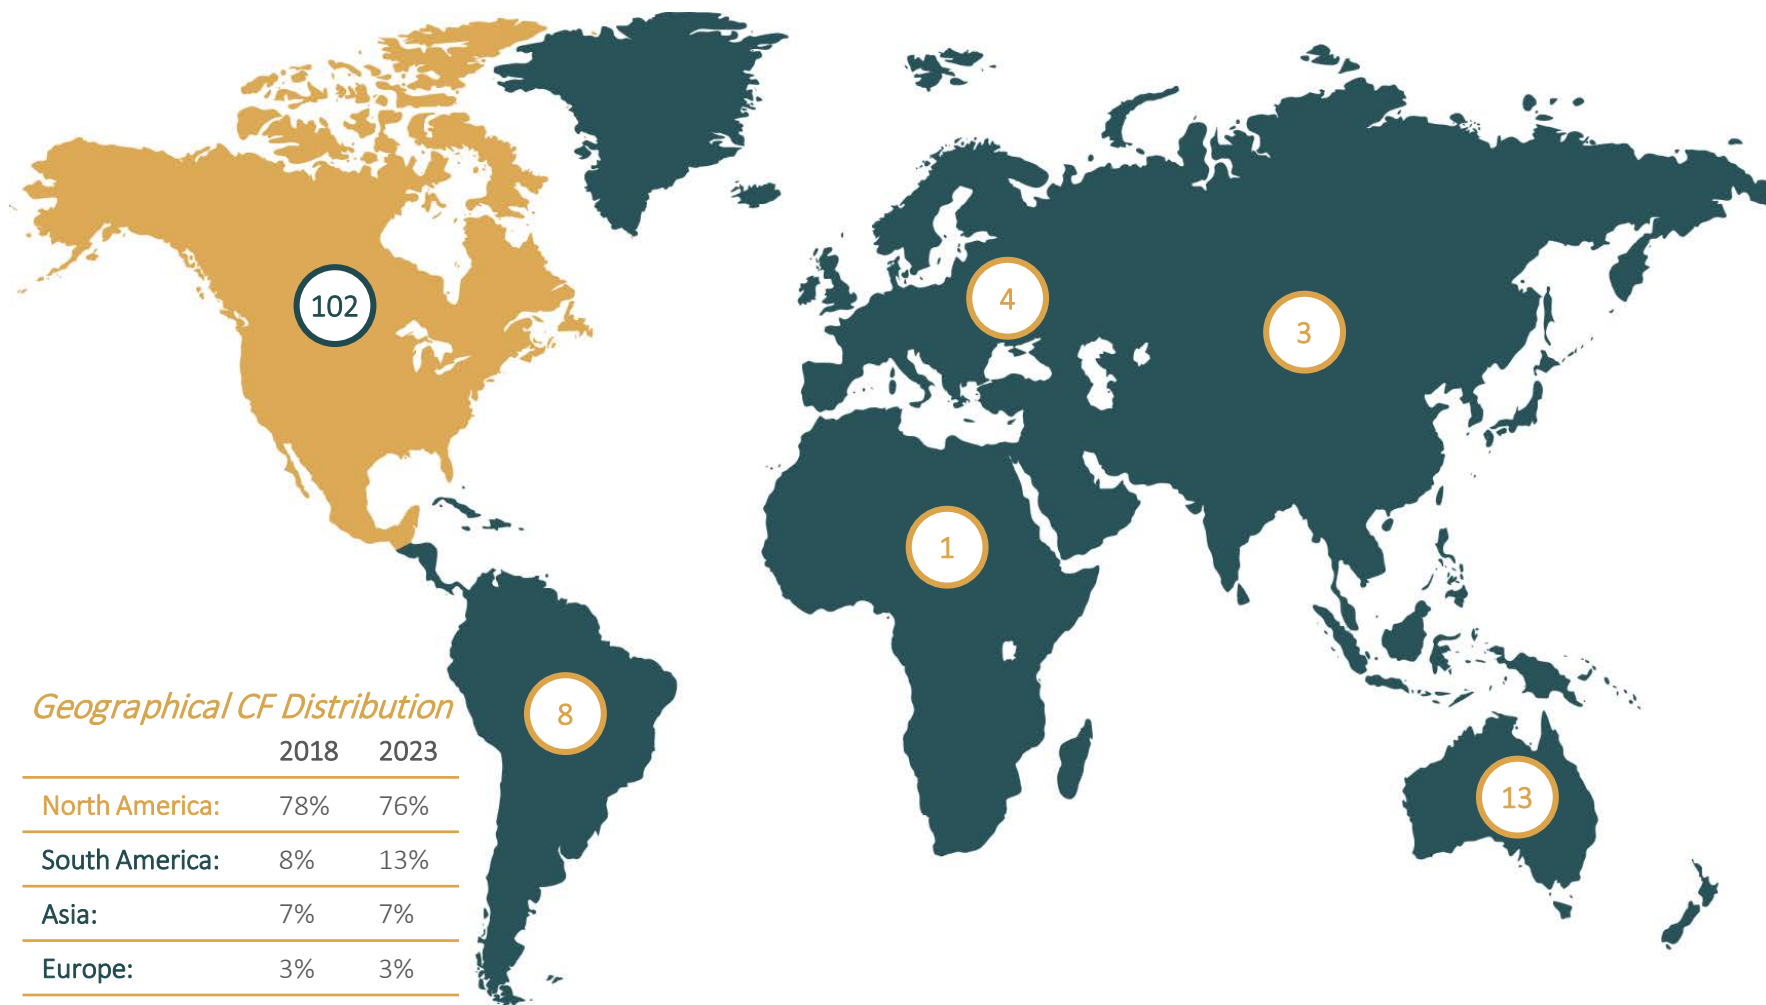 102
4
3
1
8
13
Geographical CF Distribution
2018 2023
North America: 78% 76%
South America: 8% 13%
Asia: 7% 7%
Europe: 3% 3%